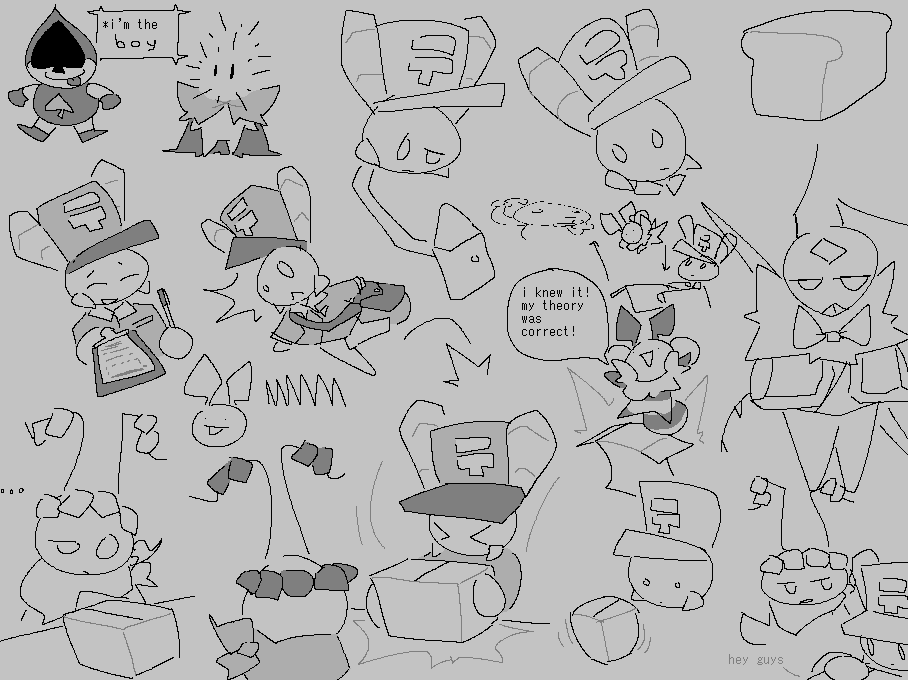 *i'm the
boy
i knew it!
my theory
was
correct!
...
hey guys